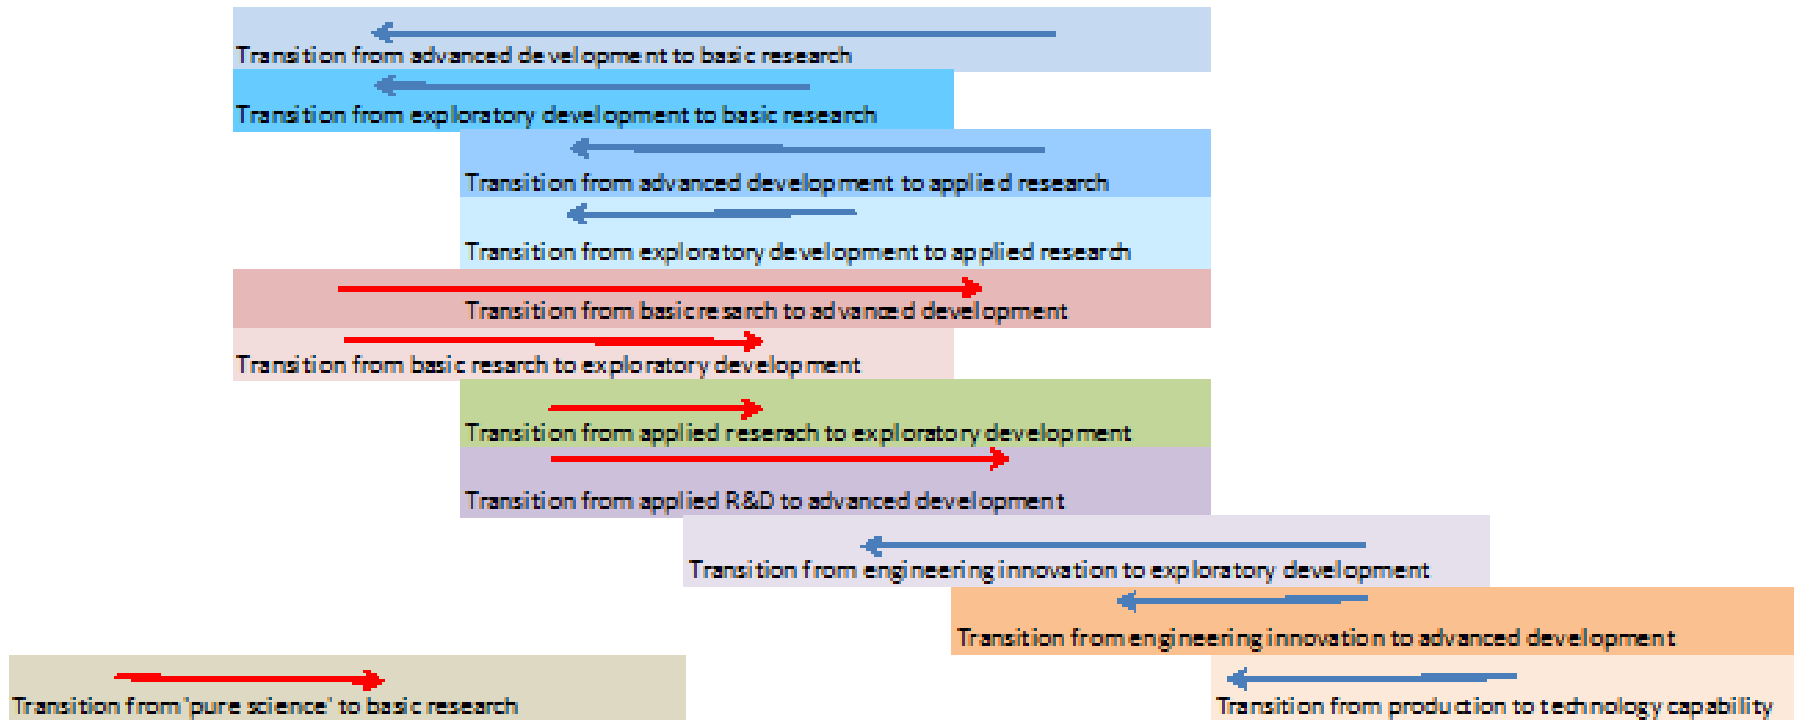 Transition from advanced development to basic research
Transition from exploratory development to basic research
Transition from advanced development to applied research
Transition from exploratory development to applied research
Transition from basic resarch to advanced development
Transition from basic resarch to exploratory development
Transition from applied reserach to exploratory development
Transition from applied R&D to advanced development
Transition from engineering innovation to exploratory development
Transition from engineering innovation to advanced development
Transition from 'pure science' to basic research
Transition from production to technology capability